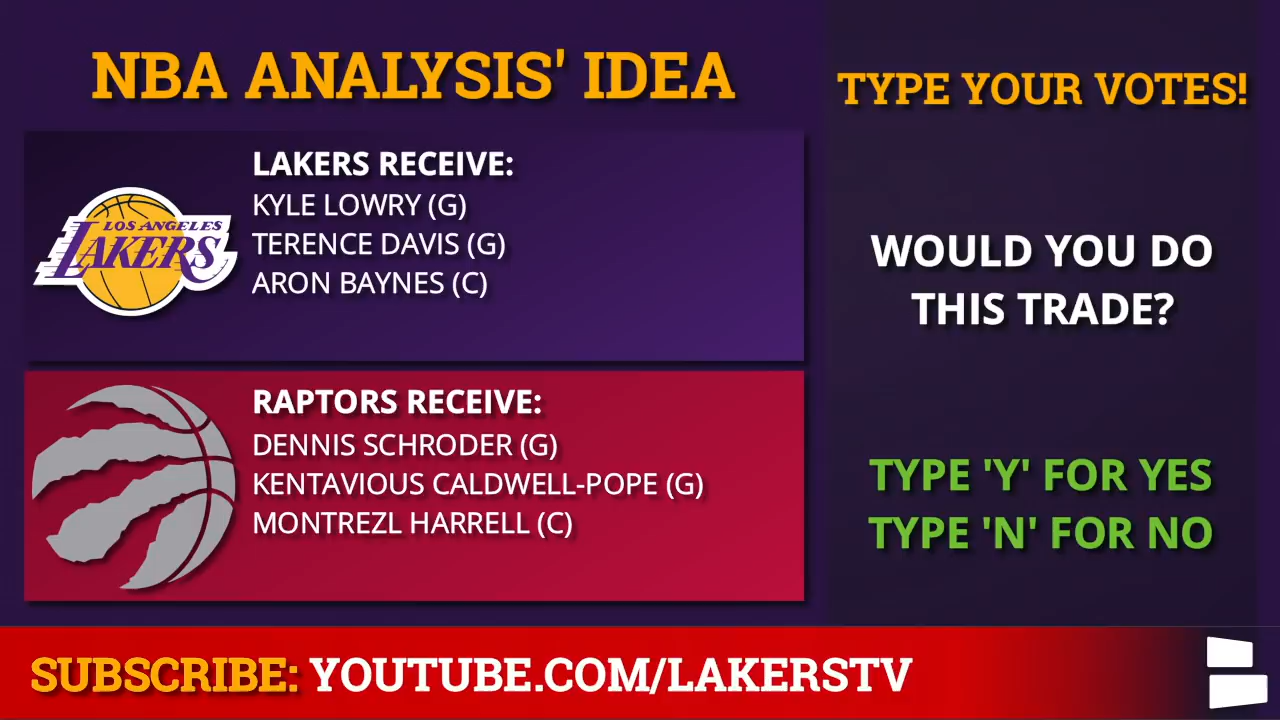 NBA ANALYSIS' IDEA
TYPE YOUR VOTES!
LAKERS RECEIVE:
KYLE LOWRY (G)
TERENCE DAVIS (G)
ARON BAYNES (C)
LOS ANGELES
LAKERS
RAPTORS RECEIVE:
DENNIS SCHRODER (G)
KENTAVIOUS CALDWELL-POPE (G)
MONTREZL HARRELL (C)
WOULD YOU DO
THIS TRADE?
TYPE 'Y' FOR YES
TYPE 'N' FOR NO
SUBSCRIBE: YOUTUBE.COM/LAKERSTV